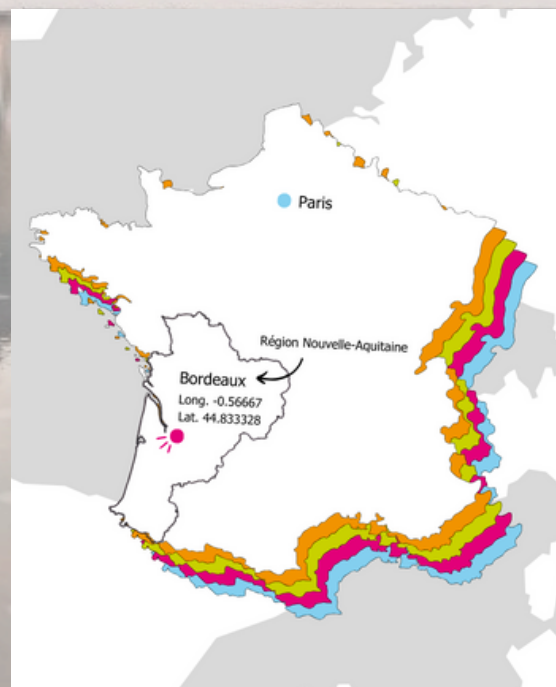 Paris
Région Nouvelle-Aquitaine
Bordeaux
Long. -0.56667
Lat. 44.833328